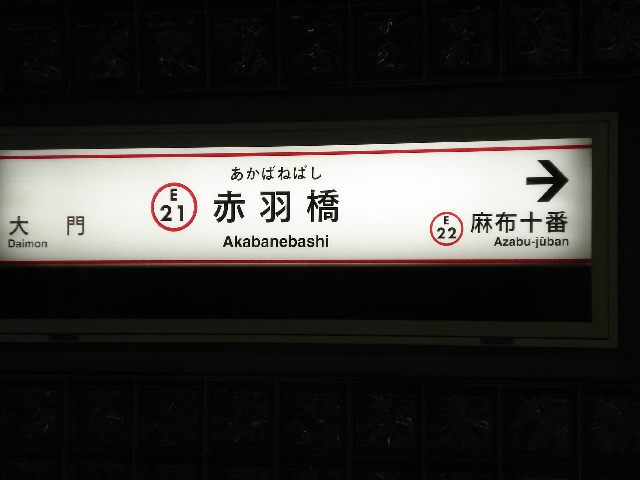 大 門
Daimon
E
21
あかばねばし
赤羽橋
Akabanebashi
E
22
麻布十番
Azabu-jūban